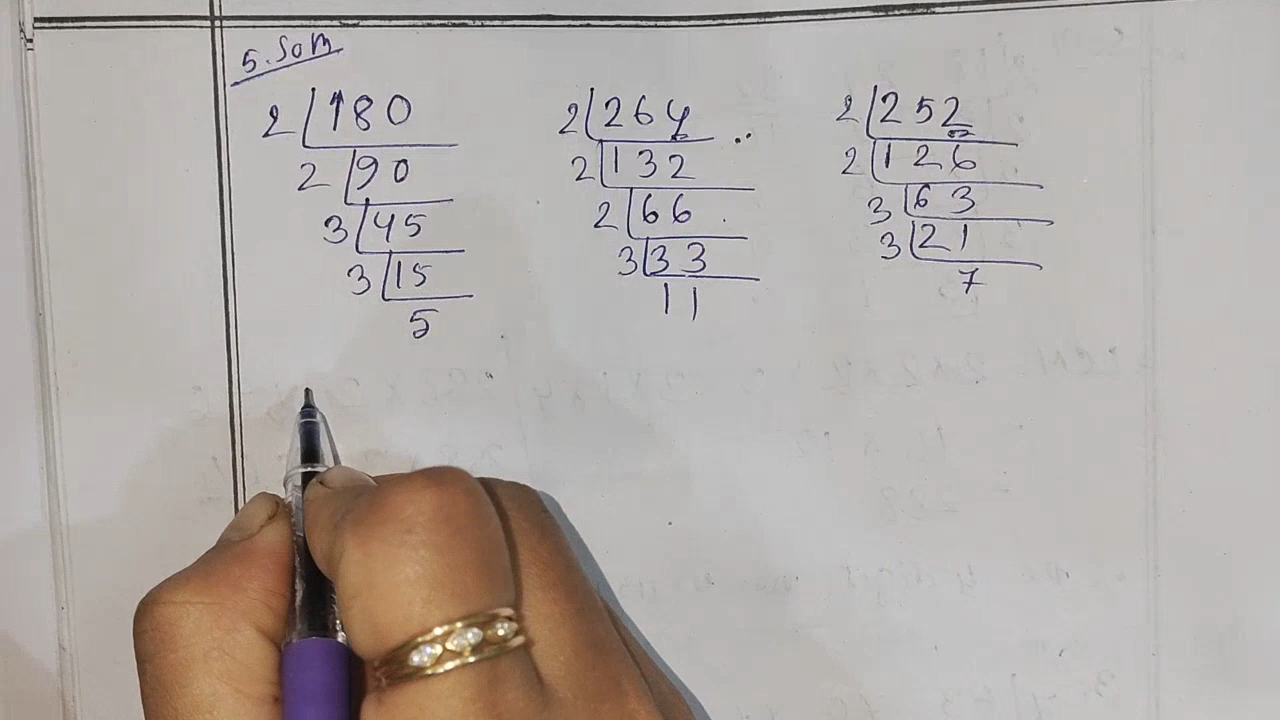 5. Som
2 180 2 264 2 252
2 90 2 132 2 126
3 45 2 66 3 63
3 15 3 33 3 21
5 11 7